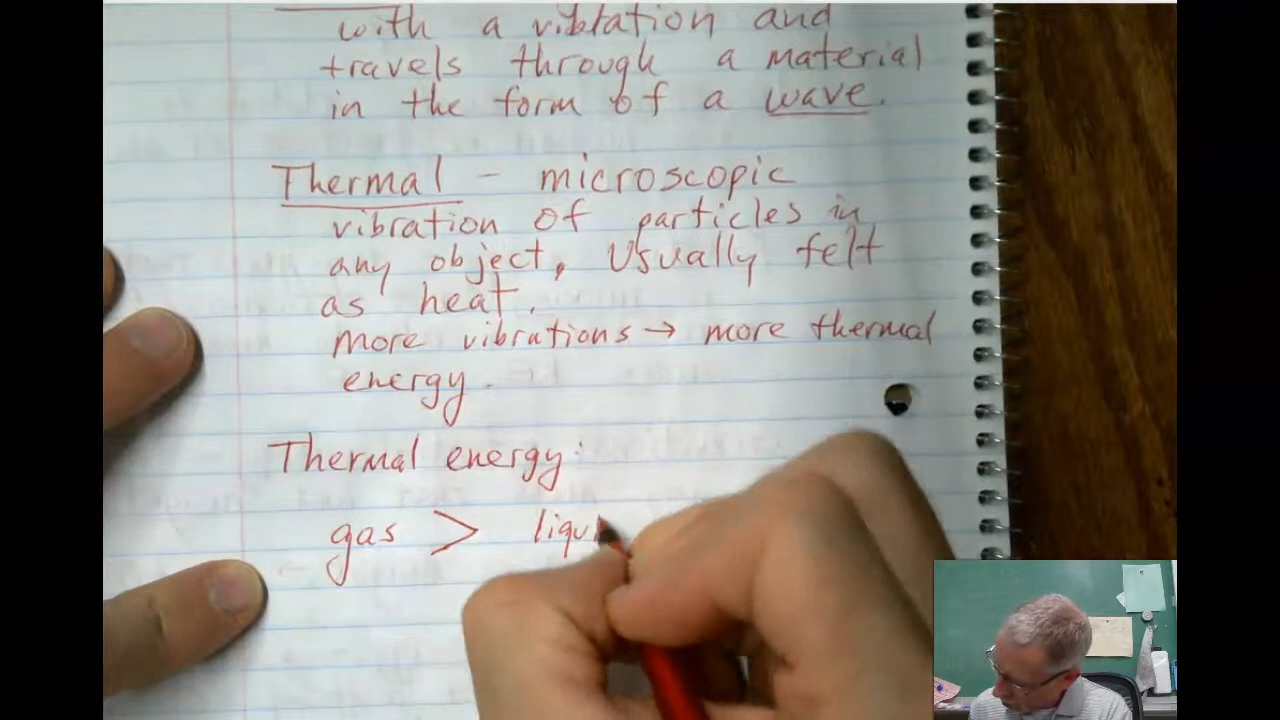 with a vibration and
travels through a material
in the form of a wave.
Thermal - microscopic
vibration of particles in
any object, Usually felt
as heat.
more vibrations → more thermal
energy.
Thermal energy:
gas > liqui